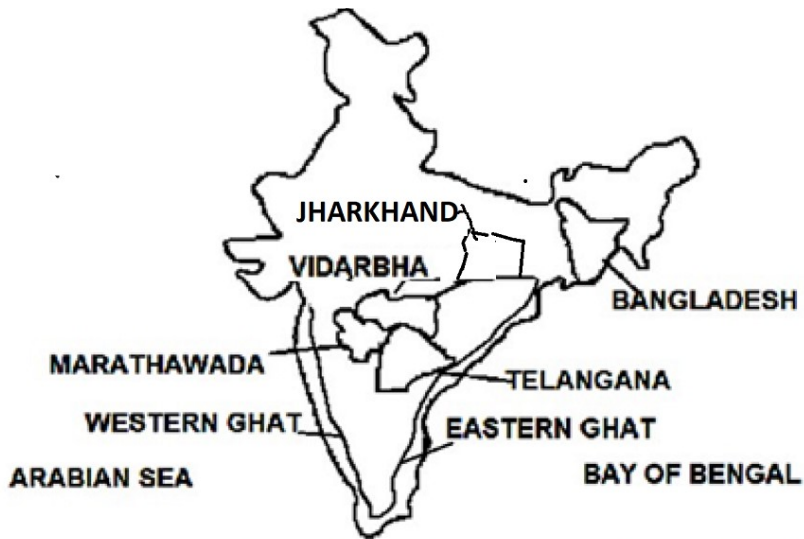 JHARKHAND
VIDARBHA
BANGLADESH
MARATHAWADA
TELANGANA
WESTERN GHAT
EASTERN GHAT
ARABIAN SEA
BAY OF BENGAL